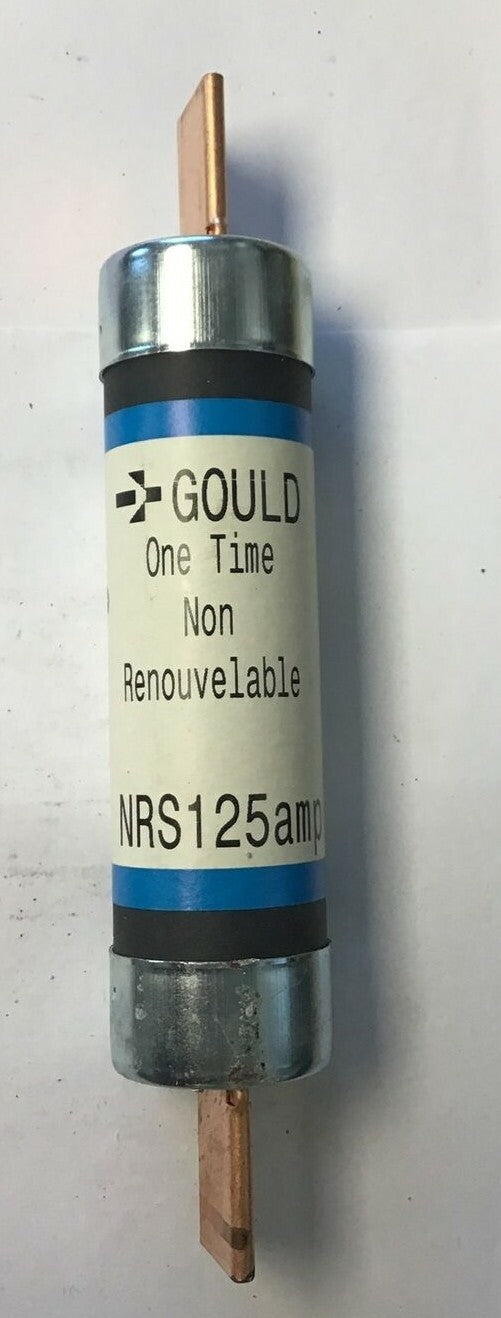 GOULD
One Time
Non
Renouvelable
NRS125amp